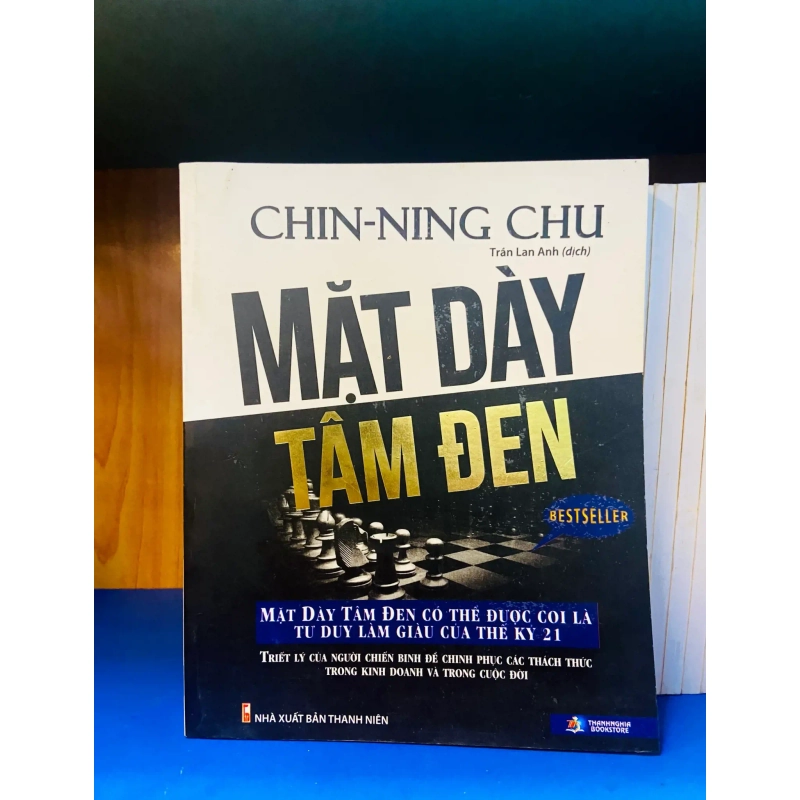 CHIN-NING CHU
Trần Lan Anh (dịch)
MẶT DÀY
TÂM ĐEN
BESTSELLER
MẶT DÀY TÂM ĐEN CÓ THỂ ĐƯỢC COI LÀ
TƯ DUY LÀM GIÀU CỦA THẾ KỶ 21
TRIẾT LÝ CỦA NGƯỜI CHIẾN BINH ĐỂ CHINH PHỤC CÁC THÁCH THỨC
TRONG KINH DOANH VÀ TRONG CUỘC ĐỜI
NHÀ XUẤT BẢN THANH NIÊN
THANHNGHIA
BOOKSTORE